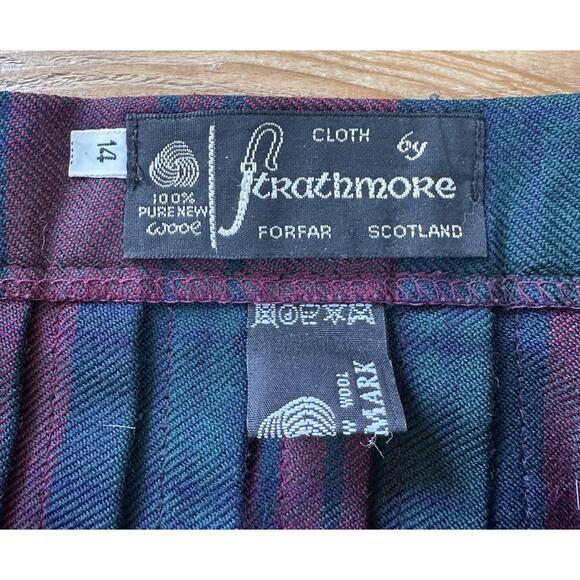 14
100%
PURE NEW
WOOL
CLOTH by
Strathmore
FORFAR SCOTLAND
W WOOL
MARK